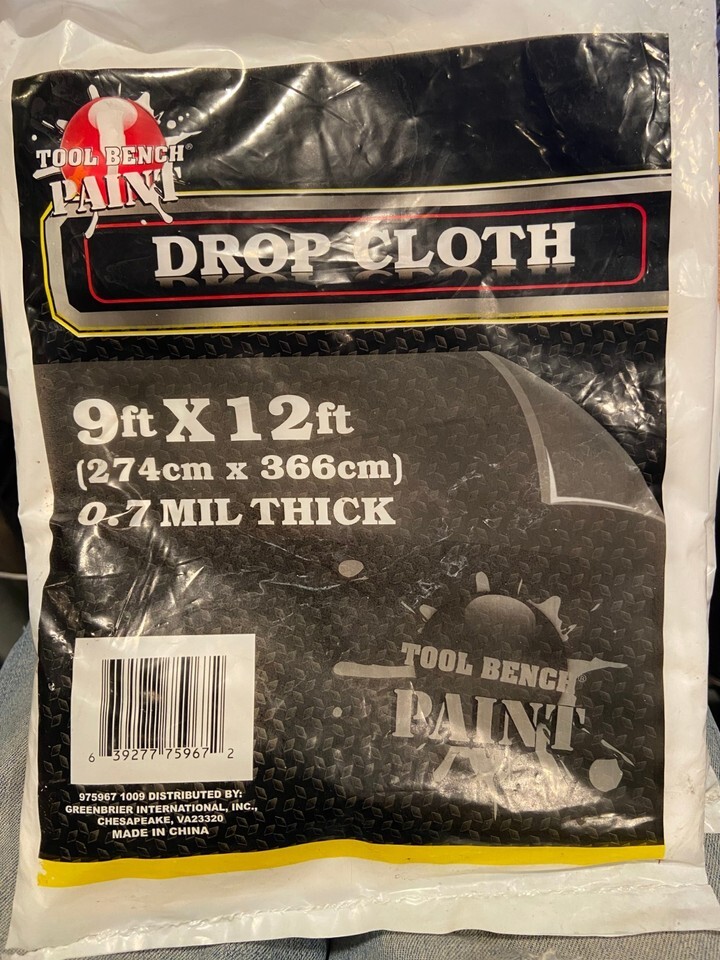 TOOL BENCH®
PAINT
DROP CLOTH
9ft X 12ft
(274cm x 366cm)
0.7 MIL THICK
TOOL BENCH®
PAINT
6 39277 75967 2
975967 1009 DISTRIBUTED BY:
GREENBRIER INTERNATIONAL, INC.,
CHESAPEAKE, VA23320
MADE IN CHINA